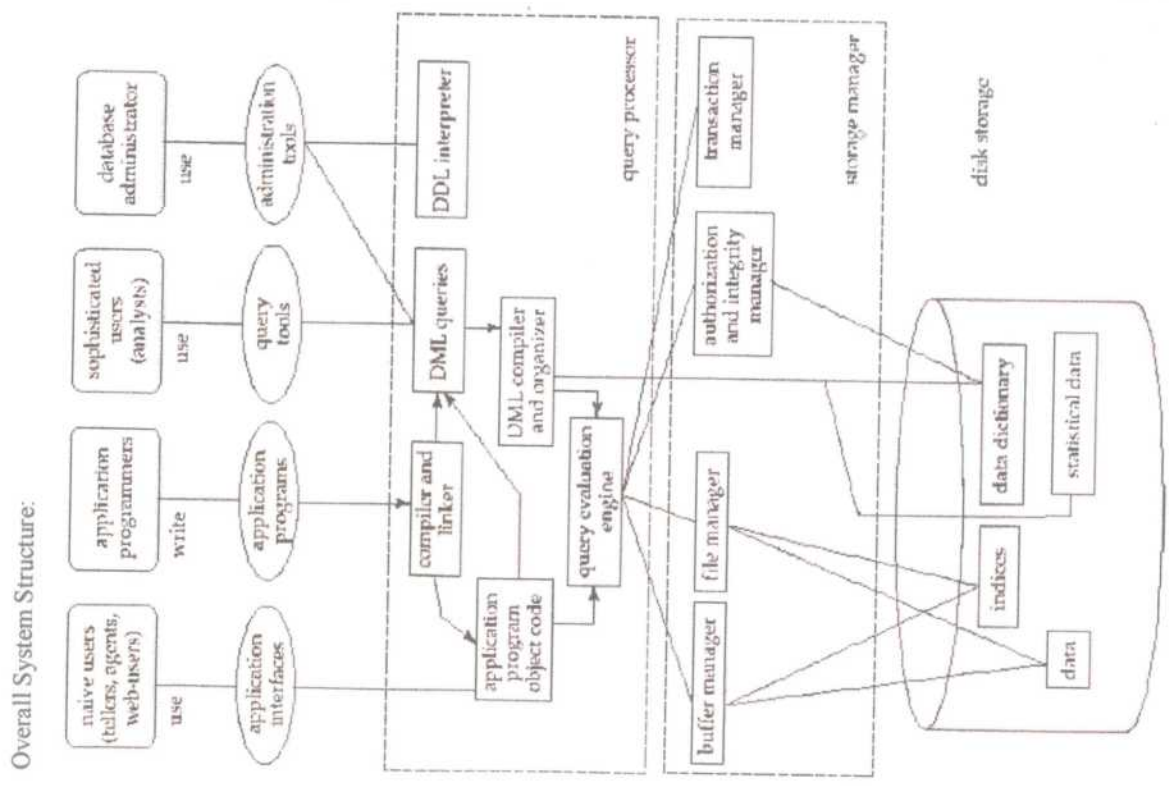 Overall System Structure:
naive users
(tellers, agents,
web-users)
application
programmers
sophisticated
users
(analysts)
database
administrator
use
write
use
use
application
interfaces
application
programs
query
tools
administration
tools
compiler and
linker
DML queries
DDL interpreter
application
program
object code
DML compiler
and organizer
query evaluation
engine
query processor
buffer manager
file manager
authorization
and integrity
manager
transaction
manager
storage manager
disk storage
indices
data dictionary
data
statistical data